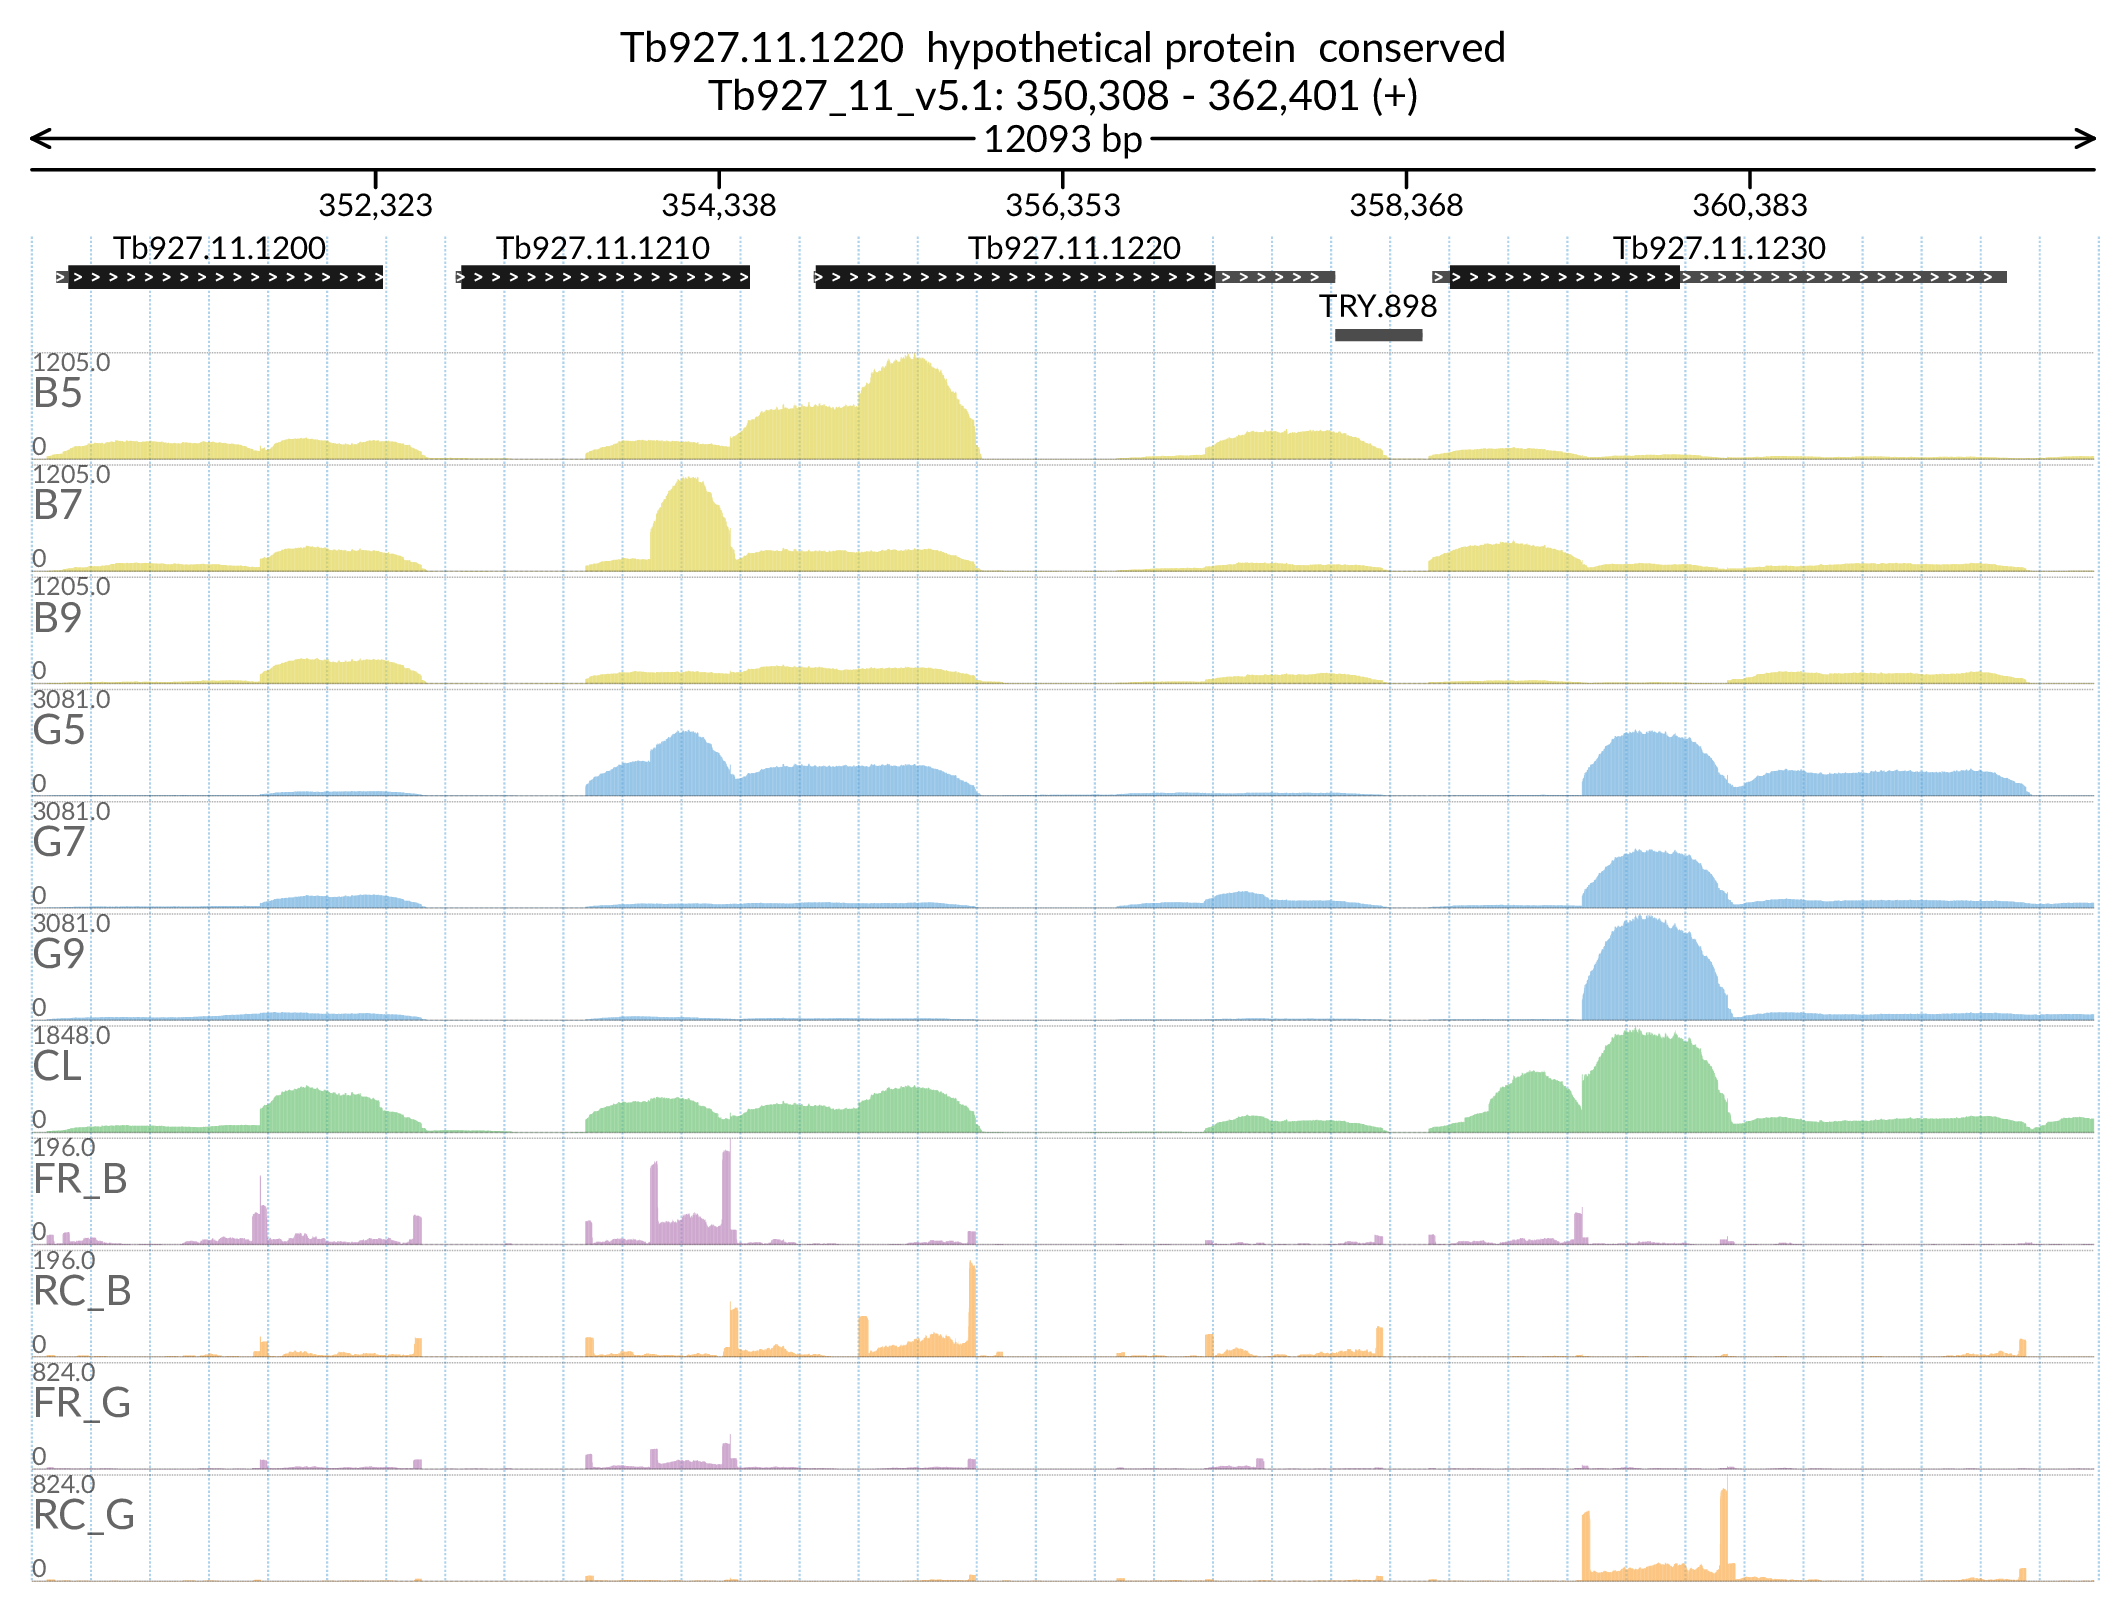 Tb927.11.1220 hypothetical protein conserved
Tb927_11_v5.1: 350,308 - 362,401 (+)
12093 bp
352,323 354,338 356,353 358,368 360,383
Tb927.11.1200 Tb927.11.1210 Tb927.11.1220 Tb927.11.1230
TRY.898
1205.0
B5
0
1205.0
B7
0
1205.0
B9
0
3081.0
G5
0
3081.0
G7
0
3081.0
G9
0
1848.0
CL
0
196.0
FR_B
0
196.0
RC_B
0
824.0
FR_G
0
824.0
RC_G
0